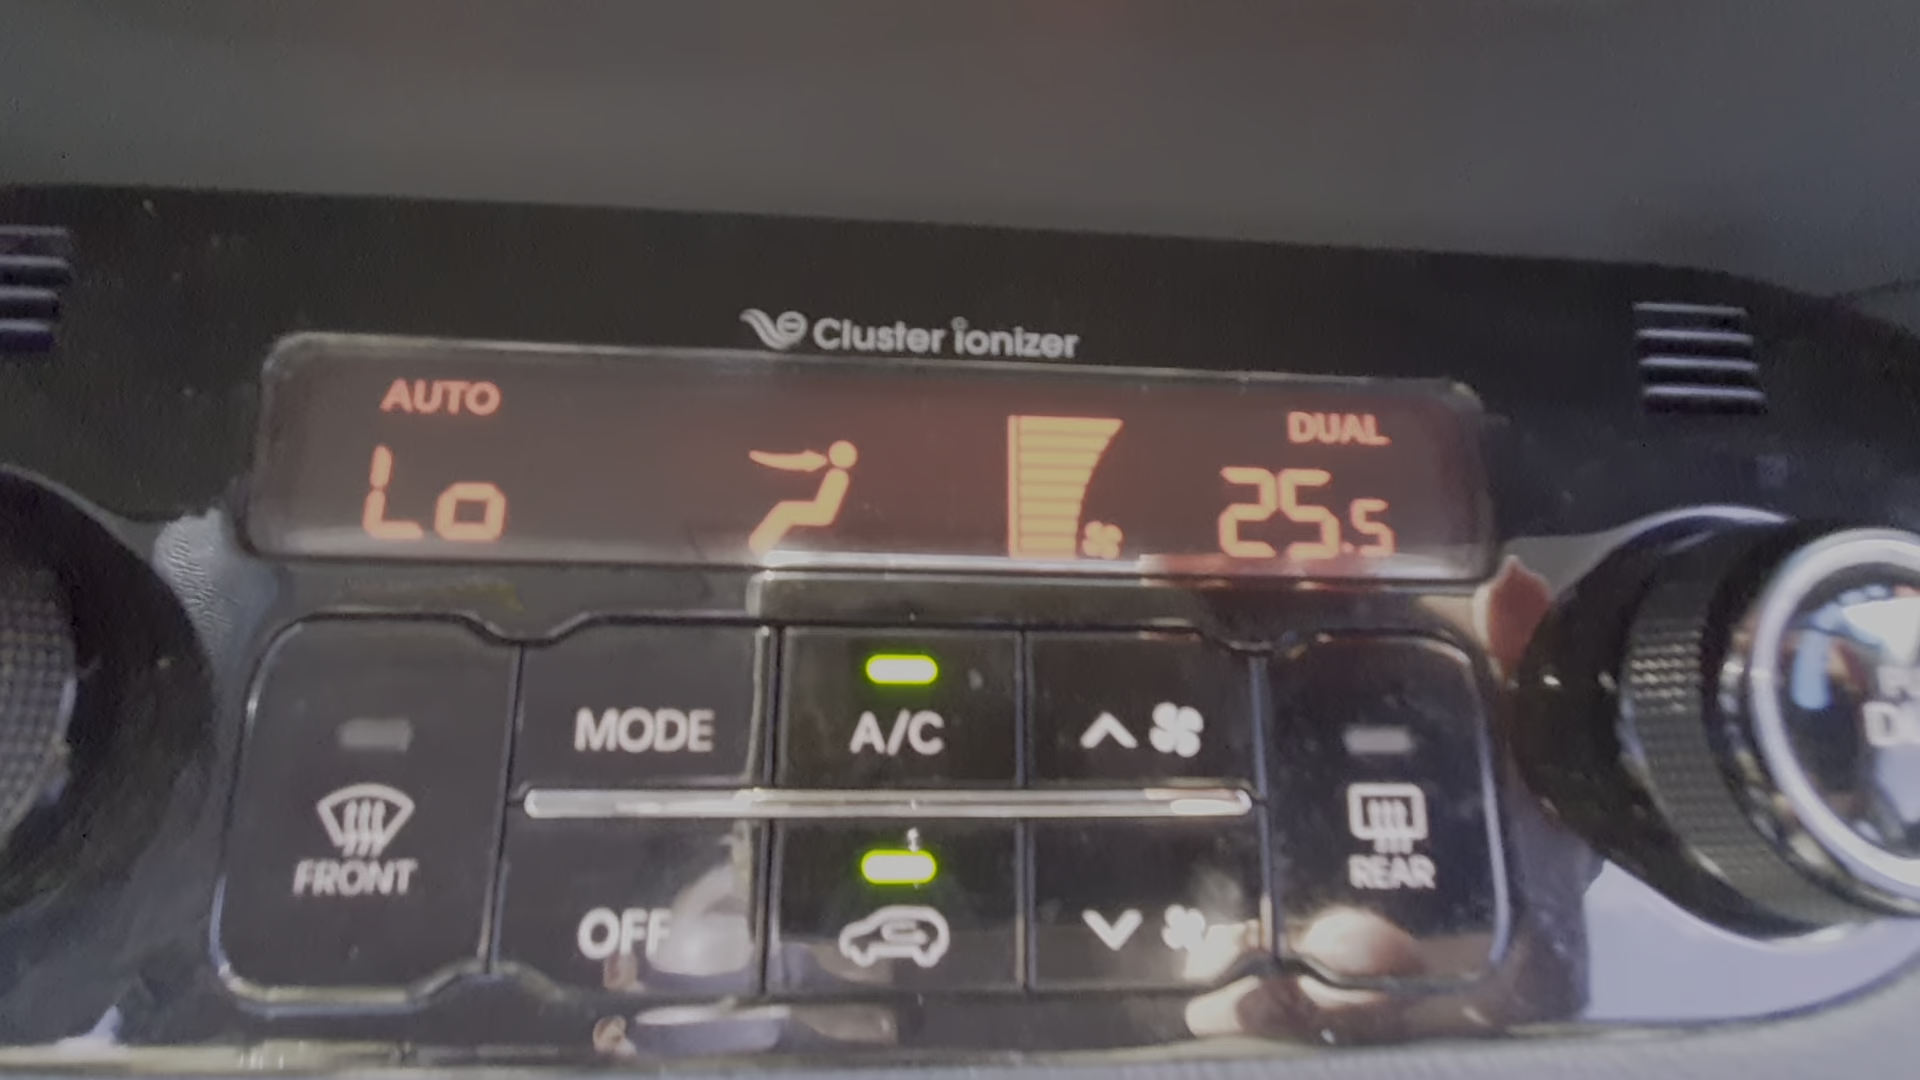 Cluster ionizer
AUTO
DUAL
Lo
25.5
MODE
A/C
FRONT
REAR
OFF